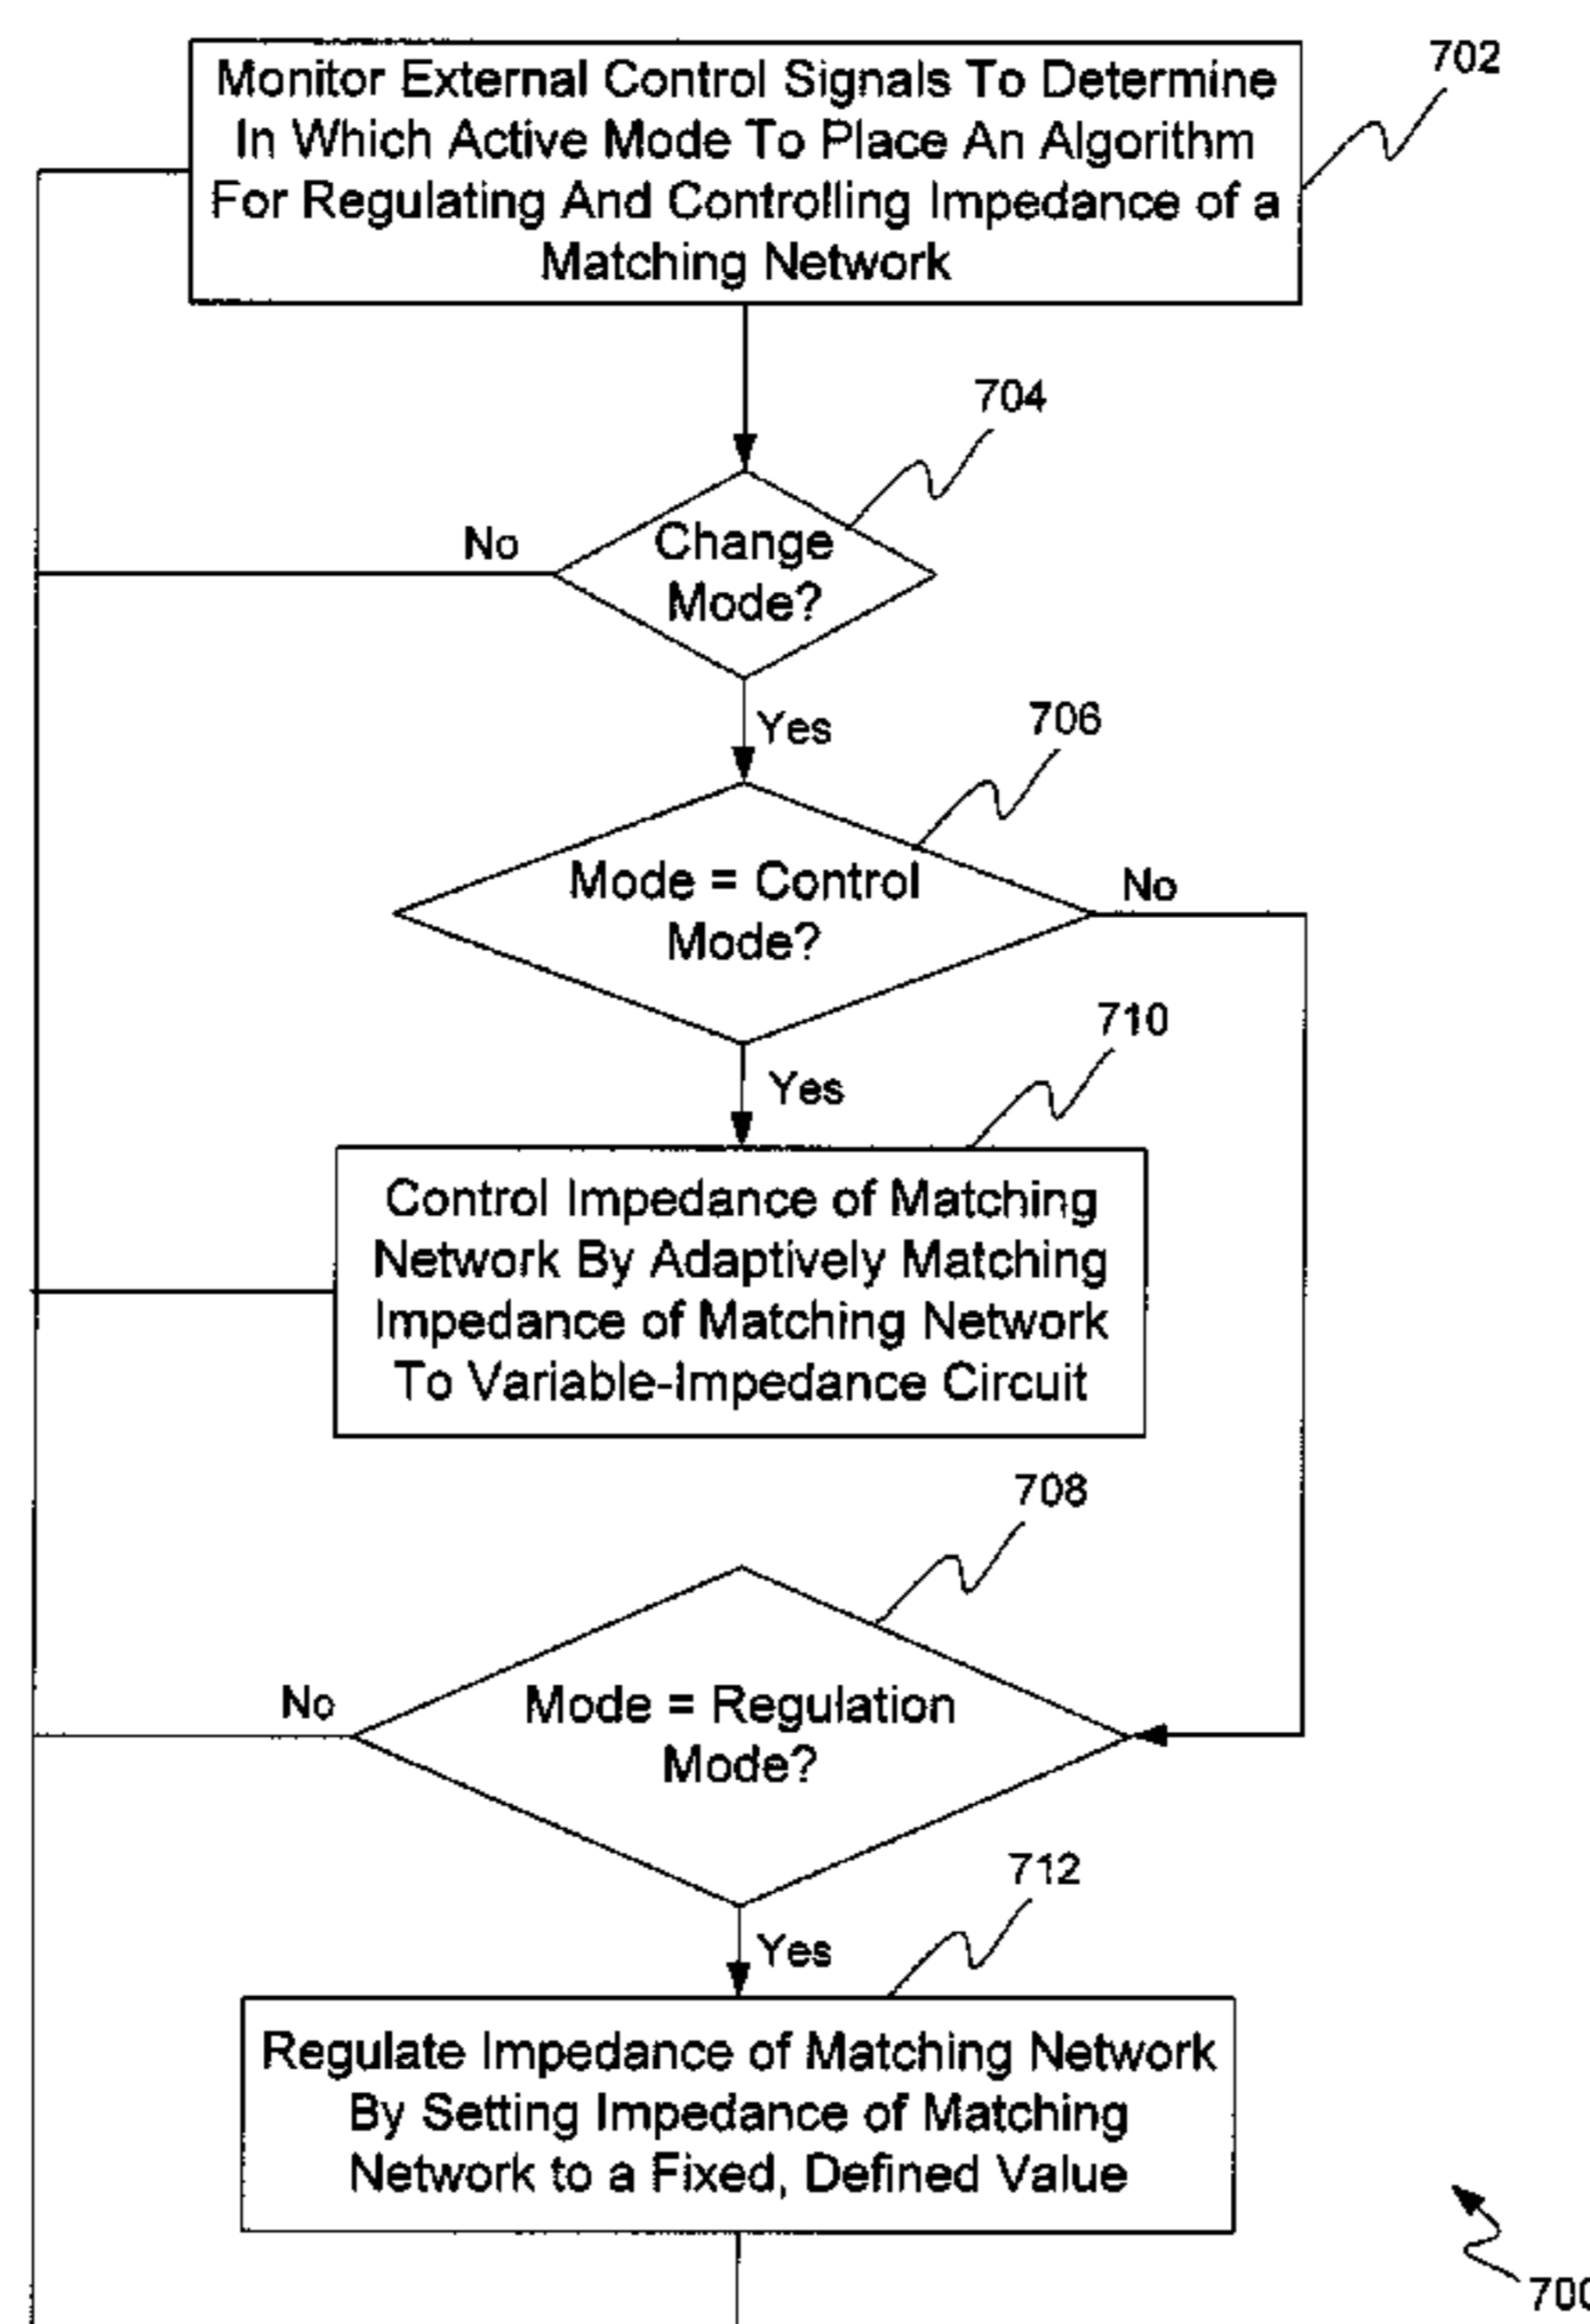 702
Monitor External Control Signals To Determine
In Which Active Mode To Place An Algorithm
For Regulating And Controlling Impedance of a
Matching Network
704
No
Change
Mode?
Yes
706
Mode = Control
Mode?
No
710
Yes
Control Impedance of Matching
Network By Adaptively Matching
Impedance of Matching Network
To Variable-Impedance Circuit
708
No
Mode = Regulation
Mode?
712
Yes
Regulate Impedance of Matching Network
By Setting Impedance of Matching
Network to a Fixed, Defined Value
700